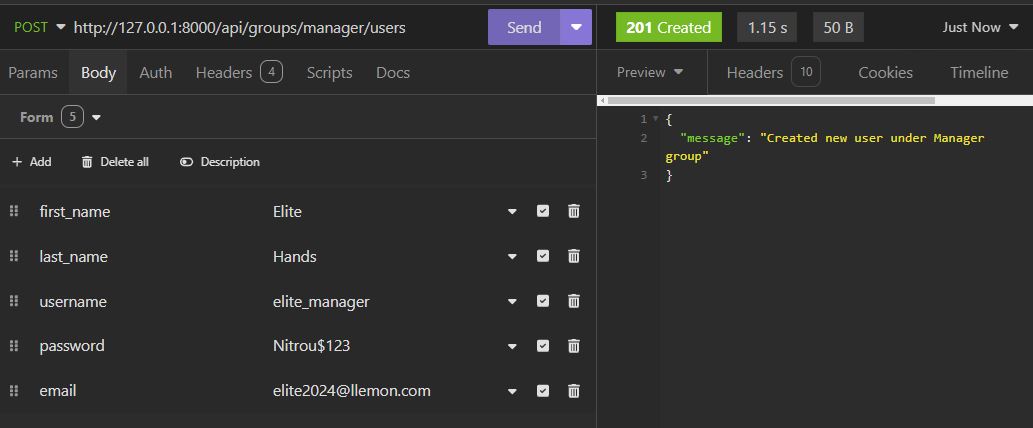 POST http://127.0.0.1:8000/api/groups/manager/users Send
Params Body Auth Headers 4 Scripts Docs
Form 5
+ Add Delete all Description
first_name Elite
last_name Hands
username elite_manager
password Nitrou$123
email elite2024@llemon.com
201 Created 1.15 s 50 B Just Now
Preview Headers 10 Cookies Timeline
1 {
2 "message": "Created new user under Manager
group"
3 }